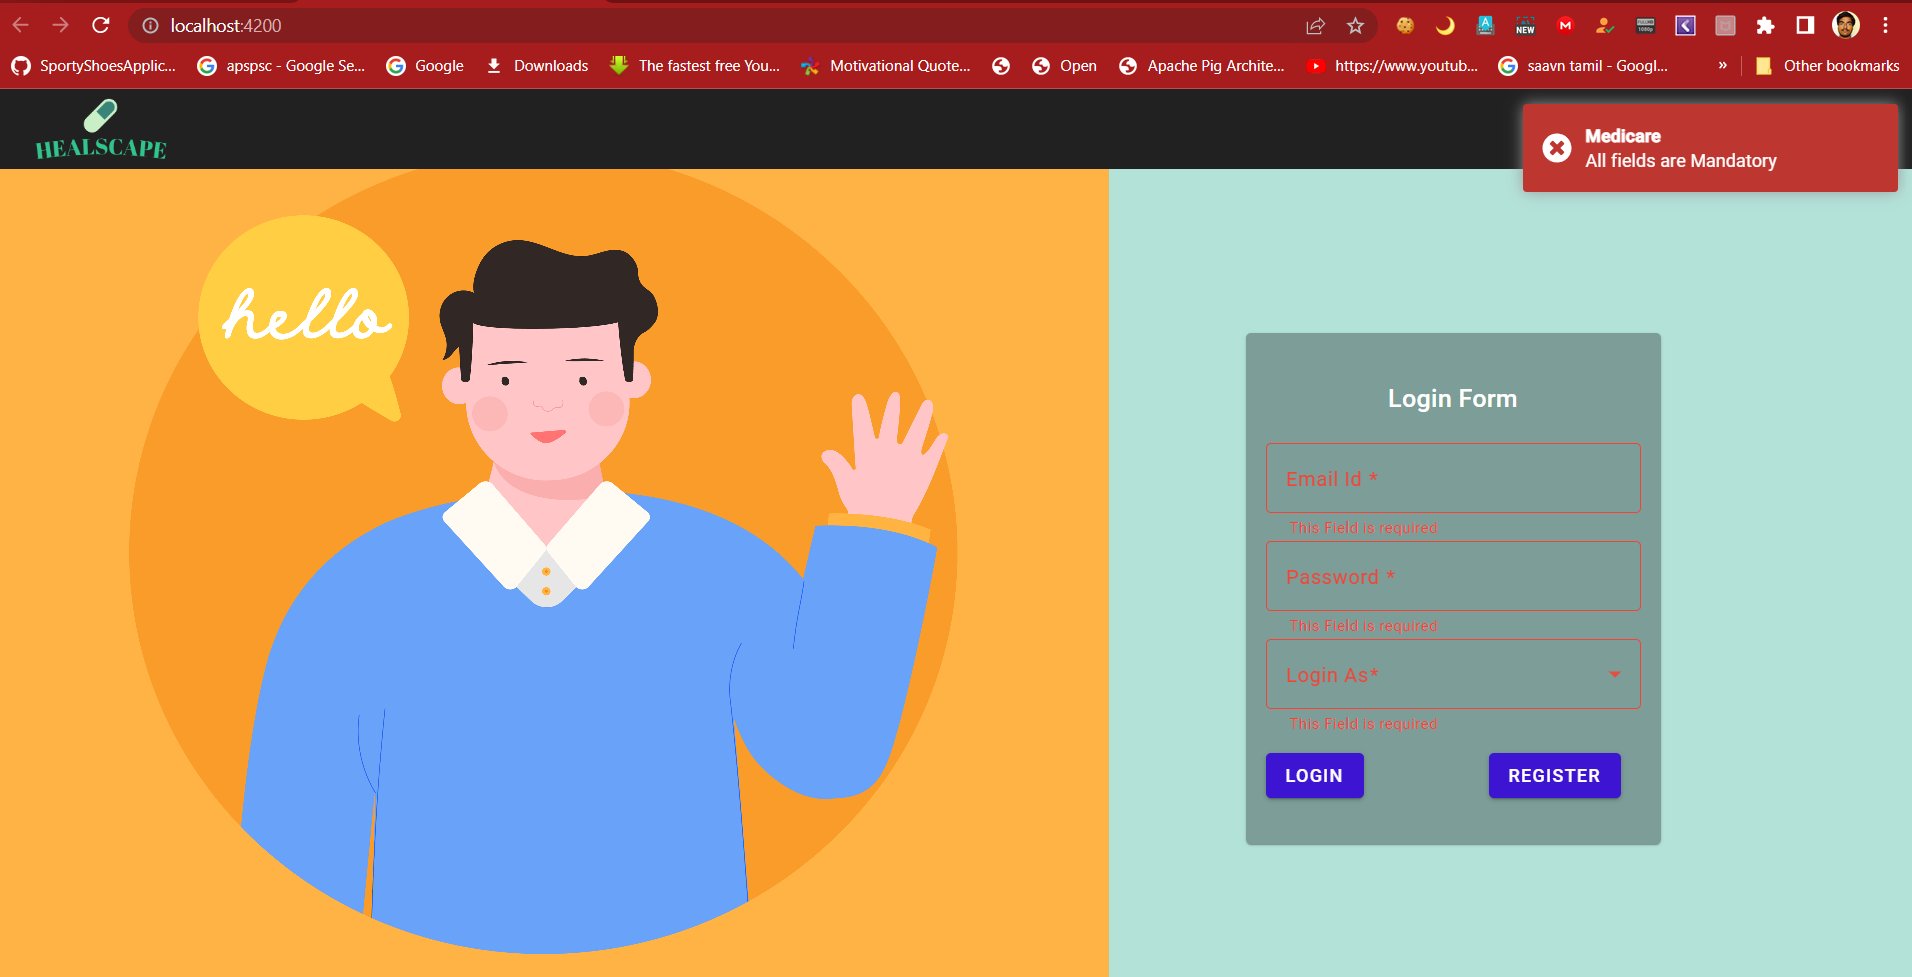 localhost:4200
NEW
SportyShoesApplic... apspsc - Google Se... Google Downloads The fastest free You... Motivational Quote... Open Apache Pig Archite... https://www.youtub... saavn tamil - Googl... » Other bookmarks
HEALSCAPE
Medicare
All fields are Mandatory
hello
Login Form
Email Id *
This Field is required
Password *
This Field is required
Login As*
This Field is required
LOGIN REGISTER